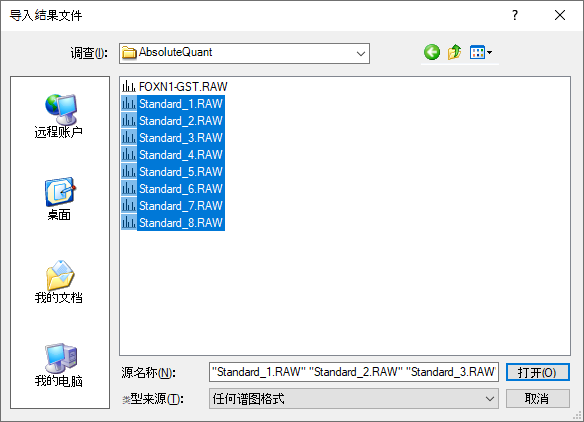 导入结果文件
调查(I):
AbsoluteQuant
远程账户
桌面
我的文档
我的电脑
FOXN1-GST.RAW
Standard_1.RAW
Standard_2.RAW
Standard_3.RAW
Standard_4.RAW
Standard_5.RAW
Standard_6.RAW
Standard_7.RAW
Standard_8.RAW
源名称(N):
"Standard_1.RAW" "Standard_2.RAW" "Standard_3.RAW"
打开(O)
类型来源(T):
任何谱图格式
取消